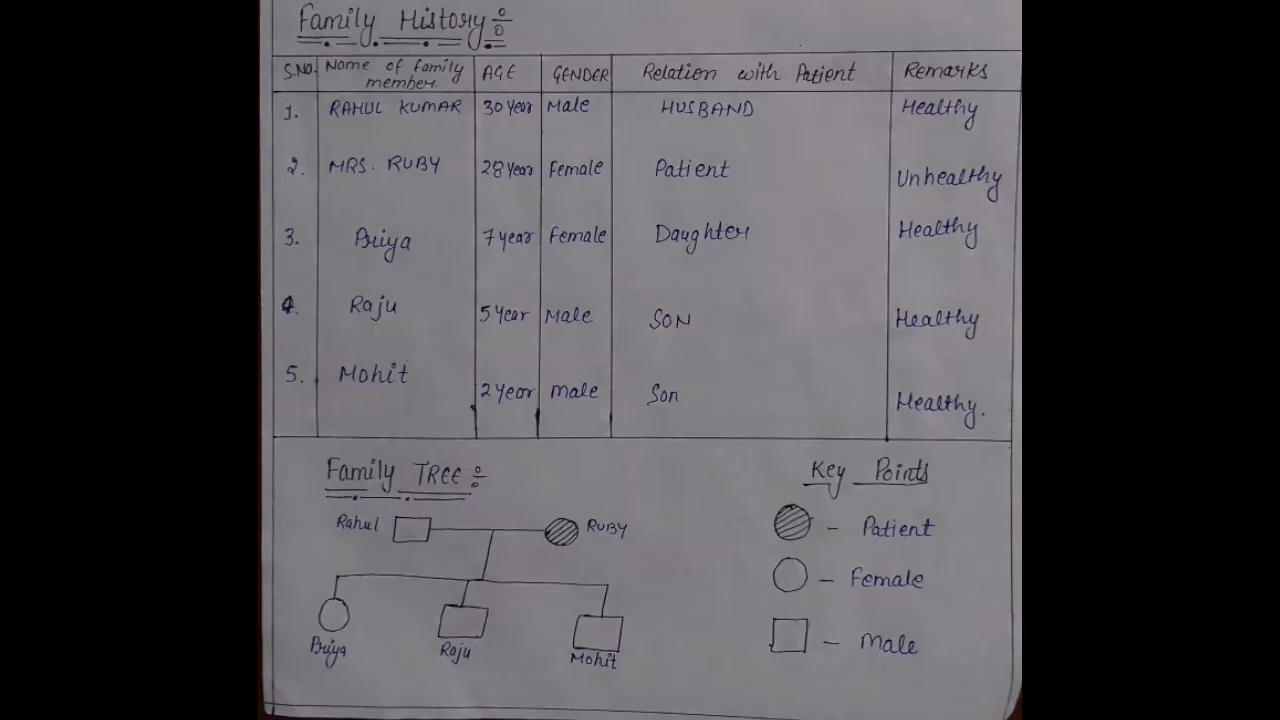 Family History:-
S.NO. Name of family member. AGE GENDER Relation with Patient Remarks
1. RAHUL KUMAR 30 Year Male HUSBAND Healthy
2. MRS. RUBY 28 Year Female Patient Unhealthy
3. Priya 7 year Female Daughter Healthy
4. Raju 5 Year Male SON Healthy
5. Mohit 2 Year Male Son Healthy.
Family TREE:-
Key Points
Rahul RUBY
Patient
Female
Male
Priya Raju Mohit